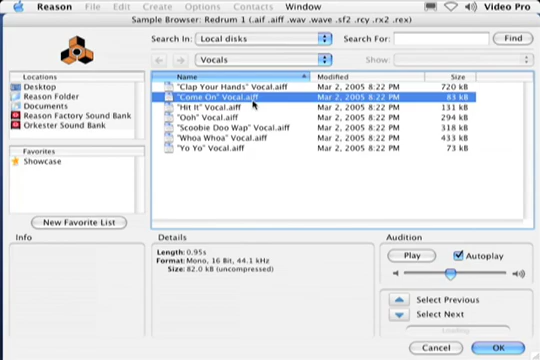 Reason File Edit Create Options Contacts Window Video Pro
Sample Browser: Redrum 1 (.aif .aiff .wav .wave .sf2 .rcy .rx2 .rex)
Search In: Local disks Search For: Find
Vocals Show:
Locations
Desktop
Reason Folder
Documents
Reason Factory Sound Bank
Orkester Sound Bank
Favorites
Showcase
New Favorite List
Name Modified Size
"Clap Your Hands" Vocal.aiff Mar 2, 2005 8:22 PM 720 kB
"Come On" Vocal.aiff Mar 2, 2005 8:22 PM 83 kB
"Hit It" Vocal.aiff Mar 2, 2005 8:22 PM 131 kB
"Ooh" Vocal.aiff Mar 2, 2005 8:22 PM 294 kB
"Scoobie Doo Wap" Vocal.aiff Mar 2, 2005 8:22 PM 318 kB
"Whoa Whoa" Vocal.aiff Mar 2, 2005 8:22 PM 433 kB
"Yo Yo" Vocal.aiff Mar 2, 2005 8:22 PM 73 kB
Info
Details
Length: 0.95s
Format: Mono, 16 Bit, 44.1 kHz
Size: 82.0 kB (uncompressed)
Audition
Play Autoplay
Select Previous
Select Next
Loading
Cancel OK